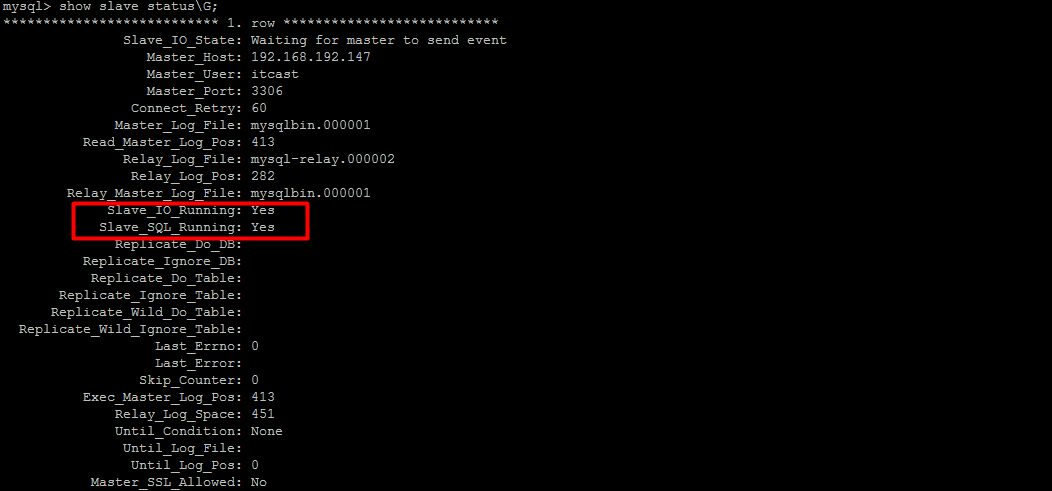 mysql> show slave status\G;
*************************** 1. row ***************************
Slave_IO_State: Waiting for master to send event
Master_Host: 192.168.192.147
Master_User: itcast
Master_Port: 3306
Connect_Retry: 60
Master_Log_File: mysqlbin.000001
Read_Master_Log_Pos: 413
Relay_Log_File: mysql-relay.000002
Relay_Log_Pos: 282
Relay_Master_Log_File: mysqlbin.000001
Slave_IO_Running: Yes
Slave_SQL_Running: Yes
Replicate_Do_DB:
Replicate_Ignore_DB:
Replicate_Do_Table:
Replicate_Ignore_Table:
Replicate_Wild_Do_Table:
Replicate_Wild_Ignore_Table:
Last_Errno: 0
Last_Error:
Skip_Counter: 0
Exec_Master_Log_Pos: 413
Relay_Log_Space: 451
Until_Condition: None
Until_Log_File:
Until_Log_Pos: 0
Master_SSL_Allowed: No